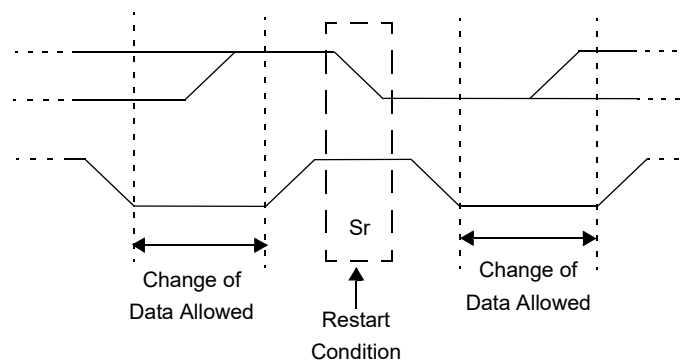 Sr
Change of
Data Allowed
Restart
Condition
Change of
Data Allowed